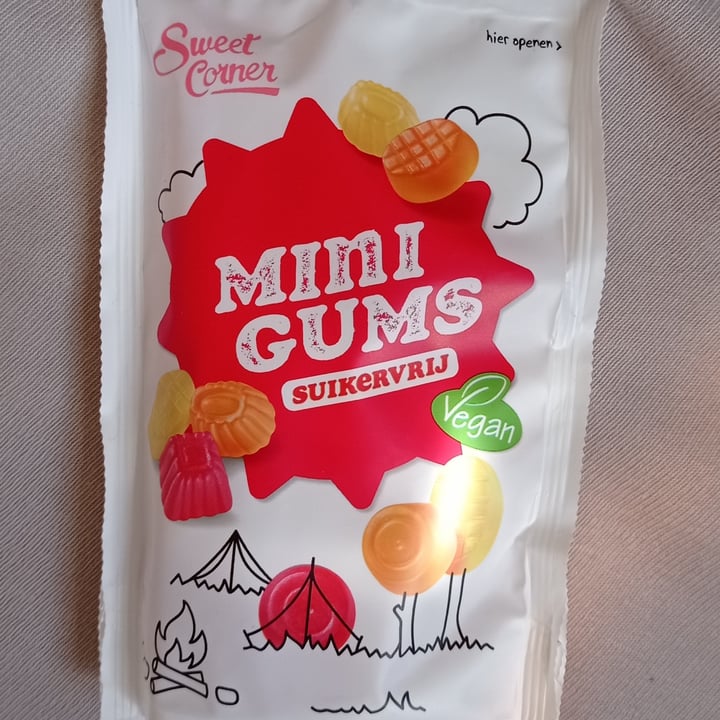 Sweet
Corner
hier openen >
MINI
GUMS
SUIKERVRIJ
Vegan